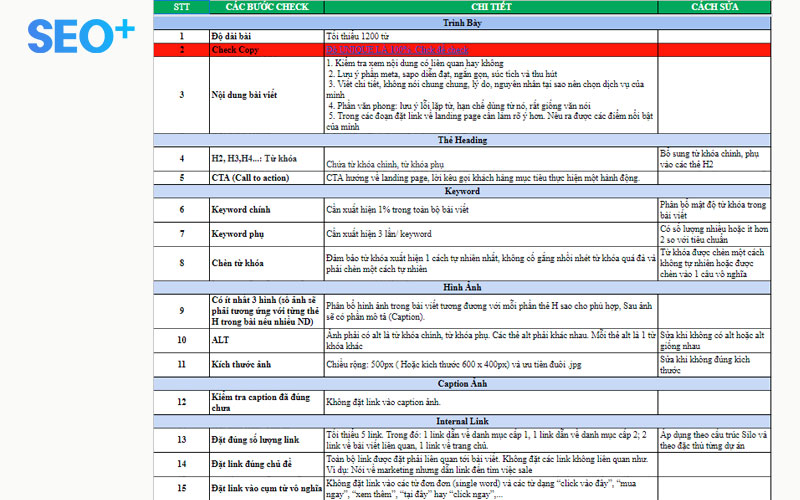 SEO+
STT CÁC BƯỚC CHECK CHI TIẾT CÁCH SỬA
Trình Bày
1 Độ dài bài Tối thiểu 1200 từ
2 Check Copy
3 Nội dung bài viết
1. Kiểm tra xem nội dung có liên quan hay không
2. Lưu ý phần meta, sapo diễn đạt, ngắn gọn, súc tích và thu hút
3. Viết chi tiết, không nói chung chung, lý do, nguyên nhân tại sao nên chọn dịch vụ của
mình
4. Phần văn phong: lưu ý lỗi lặp từ, hạn chế dùng từ nó, rất giống văn nói
5. Trong các đoạn đặt link về landing page cần làm rõ ý hơn. Nêu ra được các điểm nổi bật
của mình
Thẻ Heading
4 H2, H3,H4...: Từ khóa Chứa từ khóa chính, từ khóa phụ
Bổ sung từ khóa chính, phụ
vào các thẻ H2
5 CTA (Call to action) CTA hướng về landing page, lời kêu gọi khách hàng mục tiêu thực hiện một hành động.
Keyword
6 Keyword chính Cần xuất hiện 1% trong toàn bộ bài viết
Phân bổ mật độ từ khóa trong
bài viết
7 Keyword phụ Cần xuất hiện 3 lần/ keyword
Có số lượng nhiều hoặc ít hơn
2 so với tiêu chuẩn
8 Chèn từ khóa
Đảm bảo từ khóa xuất hiện 1 cách tự nhiên nhất, không cố gắng nhồi nhét từ khóa quá đà và
phải chèn một cách tự nhiên
Từ khóa được chèn một cách
không tự nhiên hoặc được
chèn vào 1 câu vô nghĩa
Hình Ảnh
9
Có ít nhất 3 hình (số ảnh sẽ
phải tương ứng với từng thẻ
H trong bài nếu nhiều ND)
Phân bổ hình ảnh trong bài viết tương đương với mỗi phần thẻ H sao cho phù hợp, Sau ảnh
sẽ có phần mô tả (Caption).
10 ALT
Ảnh phải có alt là từ khóa chính, từ khóa phụ. Các thẻ alt phải khác nhau. Mỗi thẻ alt là 1 từ
khóa khác
Sửa khi không có alt hoặc alt
giống nhau
11 Kích thước ảnh Chiều rộng: 500px ( Hoặc kích thước 600 x 400px) và ưu tiên đuôi .jpg
Sửa khi không đúng kích
thước
Caption Ảnh
12
Kiểm tra caption đã đúng
chưa
Không đặt link vào caption ảnh.
Internal Link
13 Đặt đúng số lượng link
Tối thiểu 5 link. Trong đó: 1 link dẫn về danh mục cấp 1, 1 link dẫn về danh mục cấp 2; 2
link về bài viết liên quan, 1 link về trang chủ.
Áp dụng theo cấu trúc Silo và
theo đặc thù từng dự án
14 Đặt link đúng chủ đề
Toàn bộ link được đặt phải liên quan tới bài viết. Không đặt các link không liên quan như.
Ví dụ: Nói về marketing nhưng dẫn link đến tìm việc sale
15 Đặt link vào cụm từ vô nghĩa
Không đặt link vào các từ đơn đơn (single word) và các từ dạng “click vào đây”, “mua
ngay”, “xem thêm”, “tại đây” hay “click ngay”,...